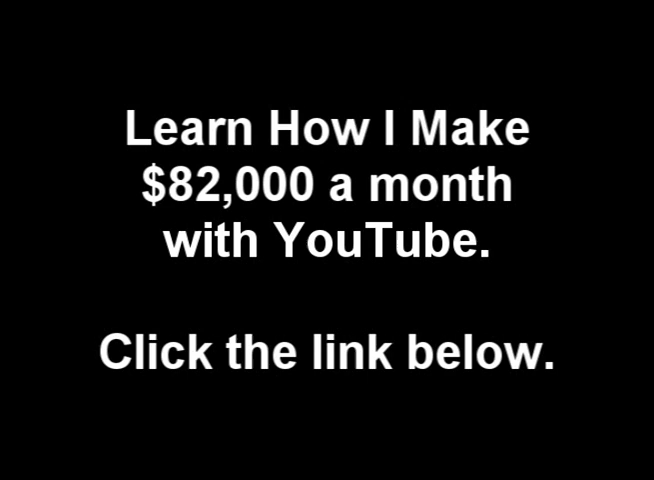 Learn How I Make
$82,000 a month
with YouTube.
Click the link below.